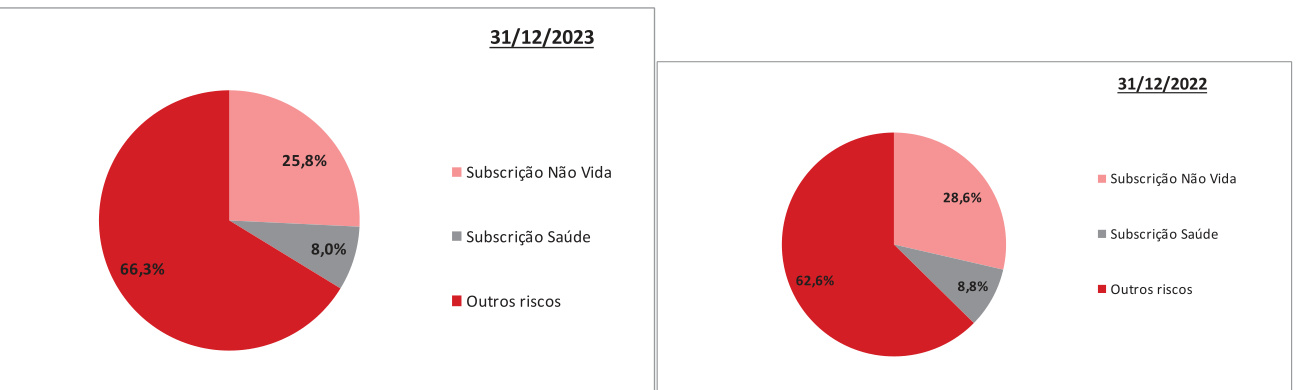 31/12/2023
25,8%
8,0%
66,3%
Subscrição Não Vida
Subscrição Saúde
Outros riscos
31/12/2022
28,6%
8,8%
62,6%
Subscrição Não Vida
Subscrição Saúde
Outros riscos